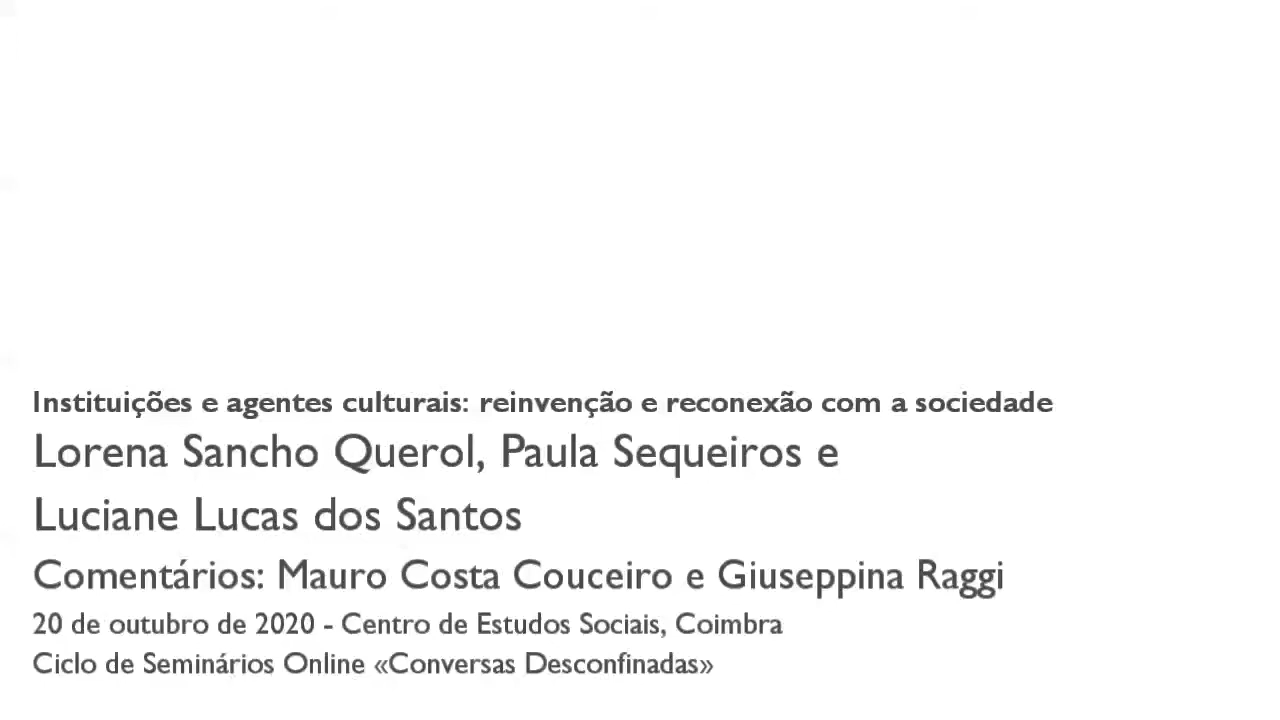 Instituições e agentes culturais: reinvenção e reconexão com a sociedade
Lorena Sancho Querol, Paula Sequeiros e
Luciane Lucas dos Santos
Comentários: Mauro Costa Couceiro e Giuseppina Raggi
20 de outubro de 2020 - Centro de Estudos Sociais, Coimbra
Ciclo de Seminários Online «Conversas Desconfinadas»